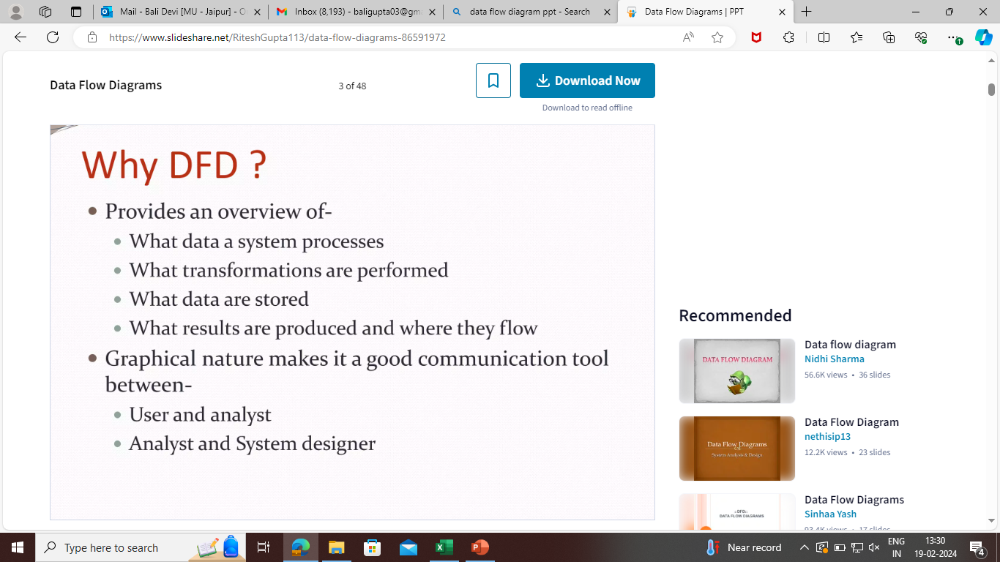 Mail - Bali Devi [MU - Jaipur] - O
Inbox (8,193) - baligupta03@gm
data flow diagram ppt - Search
Data Flow Diagrams | PPT
https://www.slideshare.net/RiteshGupta113/data-flow-diagrams-86591972
Data Flow Diagrams
3 of 48
Download Now
Download to read offline
Why DFD ?
Provides an overview of-
What data a system processes
What transformations are performed
What data are stored
What results are produced and where they flow
Graphical nature makes it a good communication tool
between-
User and analyst
Analyst and System designer
Recommended
DATA FLOW DIAGRAM
Data flow diagram
Nidhi Sharma
56.6K views • 36 slides
Data Flow Diagrams
System Analysis & Design
Data Flow Diagram
nethisip13
12.2K views • 23 slides
::DFD::
DATA FLOW DIAGRAMS
Data Flow Diagrams
Sinhaa Yash
Type here to search
Near record
ENG
IN
13:30
19-02-2024
4